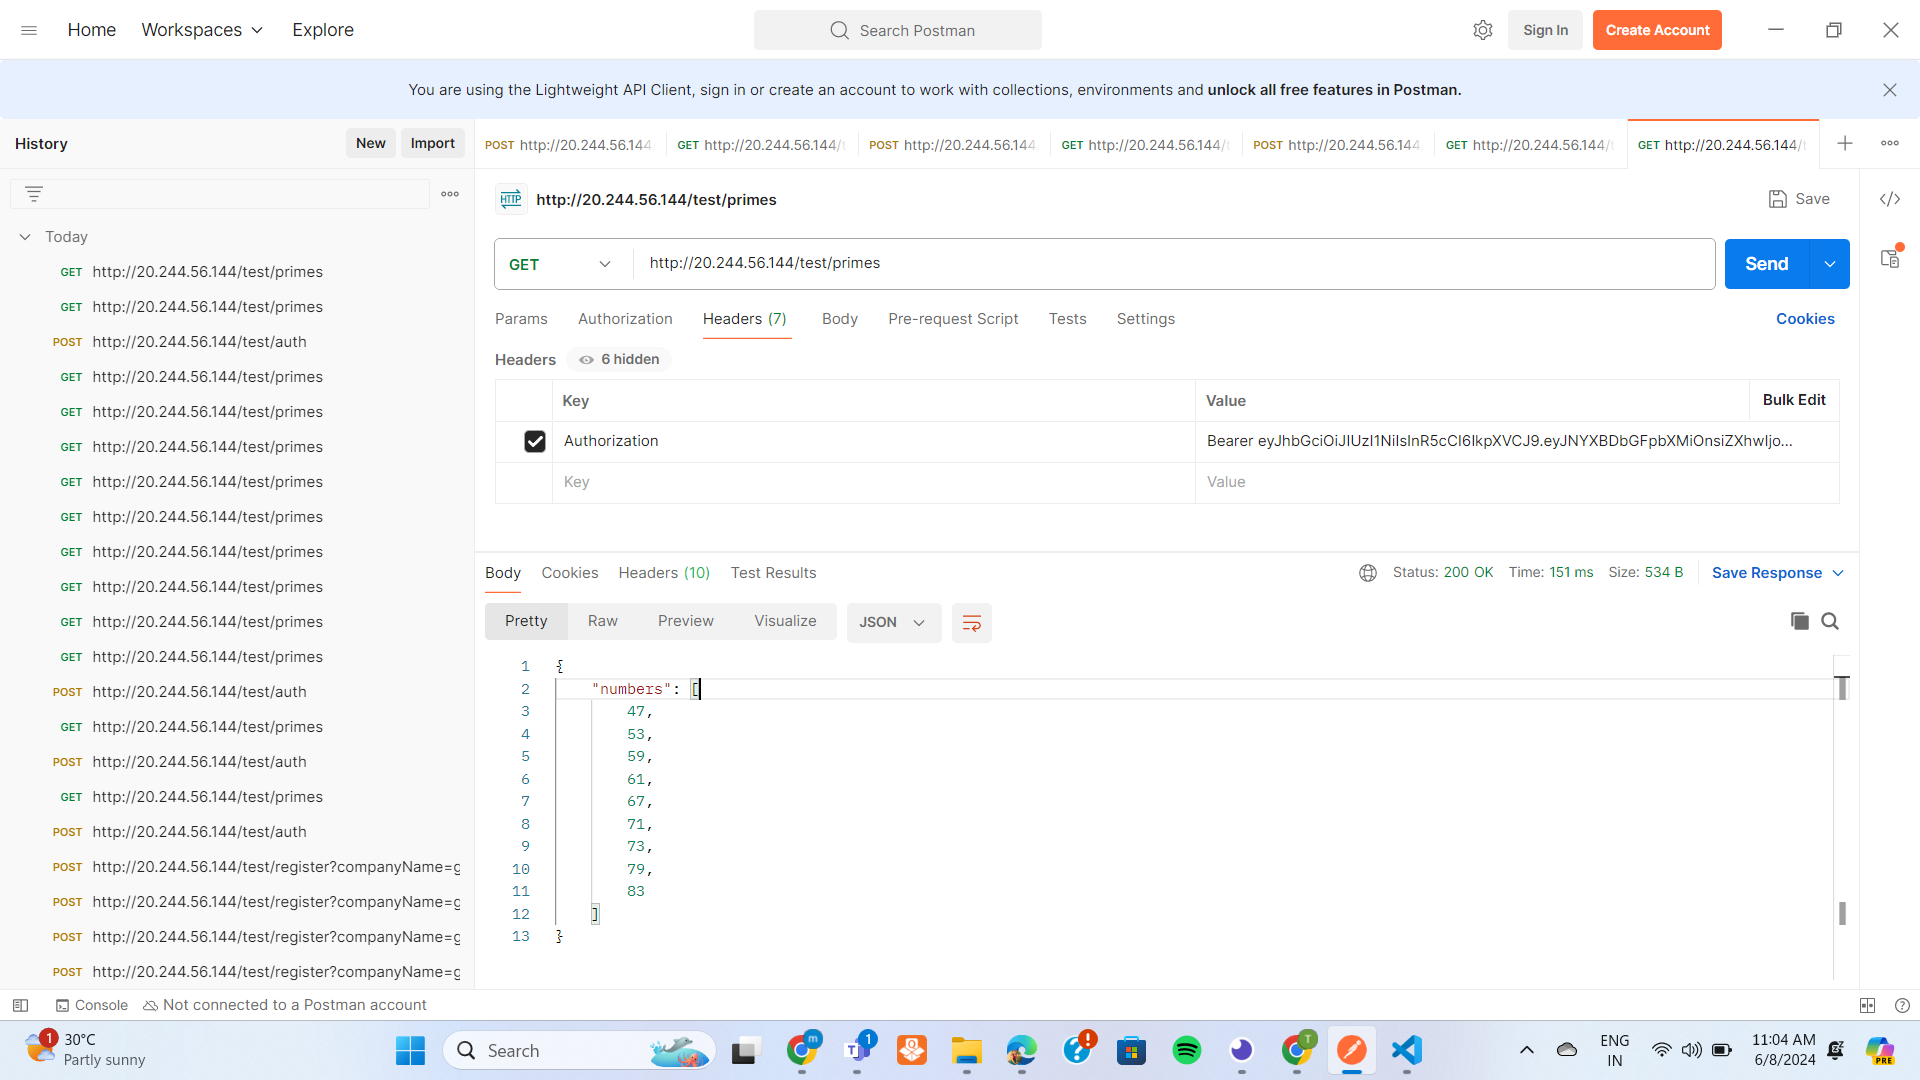 Home Workspaces Explore Search Postman Sign In Create Account
You are using the Lightweight API Client, sign in or create an account to work with collections, environments and unlock all free features in Postman.
History New Import
POST http://20.244.56.144 GET http://20.244.56.144/t POST http://20.244.56.144 GET http://20.244.56.144/t POST http://20.244.56.144 GET http://20.244.56.144/t GET http://20.244.56.144/t
Today
GET http://20.244.56.144/test/primes
GET http://20.244.56.144/test/primes
POST http://20.244.56.144/test/auth
GET http://20.244.56.144/test/primes
GET http://20.244.56.144/test/primes
GET http://20.244.56.144/test/primes
GET http://20.244.56.144/test/primes
GET http://20.244.56.144/test/primes
GET http://20.244.56.144/test/primes
GET http://20.244.56.144/test/primes
GET http://20.244.56.144/test/primes
GET http://20.244.56.144/test/primes
POST http://20.244.56.144/test/auth
GET http://20.244.56.144/test/primes
POST http://20.244.56.144/test/auth
GET http://20.244.56.144/test/primes
POST http://20.244.56.144/test/auth
POST http://20.244.56.144/test/register?companyName=g
POST http://20.244.56.144/test/register?companyName=g
POST http://20.244.56.144/test/register?companyName=g
POST http://20.244.56.144/test/register?companyName=g
HTTP http://20.244.56.144/test/primes Save
GET http://20.244.56.144/test/primes Send
Params Authorization Headers (7) Body Pre-request Script Tests Settings Cookies
Headers 6 hidden
Key Value Bulk Edit
Authorization Bearer eyJhbGciOiJIUzI1NiIsInR5cCI6IkpXVCJ9.eyJNYXBDbGFpbXMiOnsiZXhwIjo...
Key Value
Body Cookies Headers (10) Test Results Status: 200 OK Time: 151 ms Size: 534 B Save Response
Pretty Raw Preview Visualize JSON
1 {
2 "numbers": [
3 47,
4 53,
5 59,
6 61,
7 67,
8 71,
9 73,
10 79,
11 83
12 ]
13 }
Console Not connected to a Postman account
1 30°C
Partly sunny
Search
m 1 T
PRE
ENG
IN
11:04 AM
6/8/2024